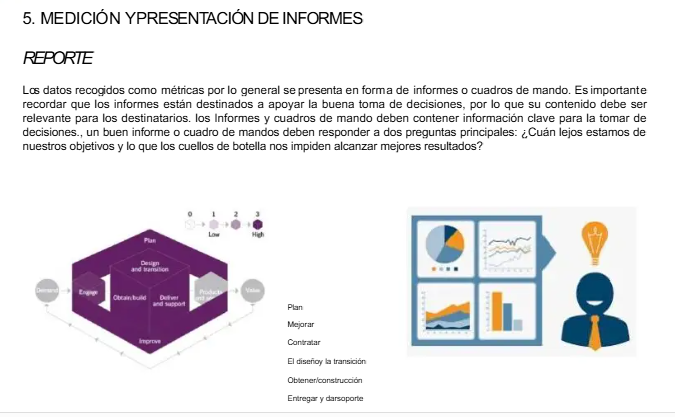 5. MEDICIÓN YPRESENTACIÓN DE INFORMES
REPORTE
Los datos recogidos como métricas por lo general se presenta en forma de informes o cuadros de mando. Es importante
recordar que los informes están destinados a apoyar la buena toma de decisiones, por lo que su contenido debe ser
relevante para los destinatarios. los Informes y cuadros de mando deben contener información clave para la tomar de
decisiones., un buen informe o cuadro de mandos deben responder a dos preguntas principales: ¿Cuán lejos estamos de
nuestros objetivos y lo que los cuellos de botella nos impiden alcanzar mejores resultados?
0 1 2 3
Low High
Plan
Design
and transition
Demand
Engage
Obtain/build
Deliver
and support
Products
Value
Improve
Plan
Mejorar
Contratar
El diseñoy la transición
Obtener/construcción
Entregar y darsoporte